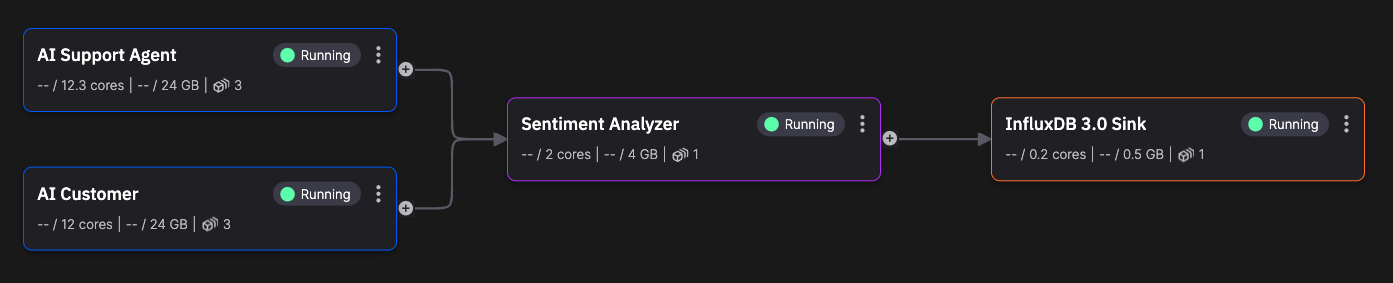 AI Support Agent Running
-- / 12.3 cores | -- / 24 GB | 3
AI Customer Running
-- / 12 cores | -- / 24 GB | 3
Sentiment Analyzer Running
-- / 2 cores | -- / 4 GB | 1
InfluxDB 3.0 Sink Running
-- / 0.2 cores | -- / 0.5 GB | 1